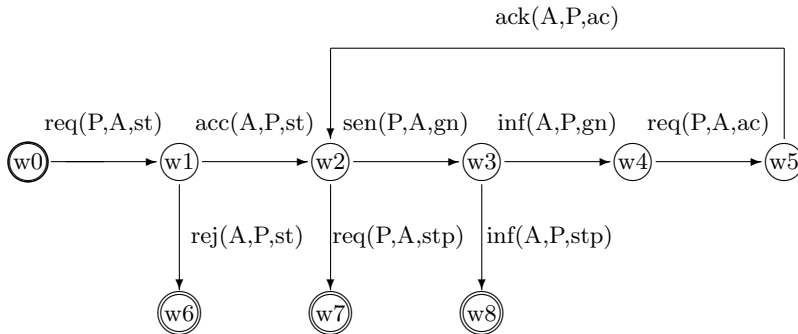 ack(A,P,ac)
req(P,A,st) acc(A,P,st) sen(P,A,gn) inf(A,P,gn) req(P,A,ac)
w0 w1 w2 w3 w4 w5
rej(A,P,st) req(P,A,stp) inf(A,P,stp)
w6 w7 w8